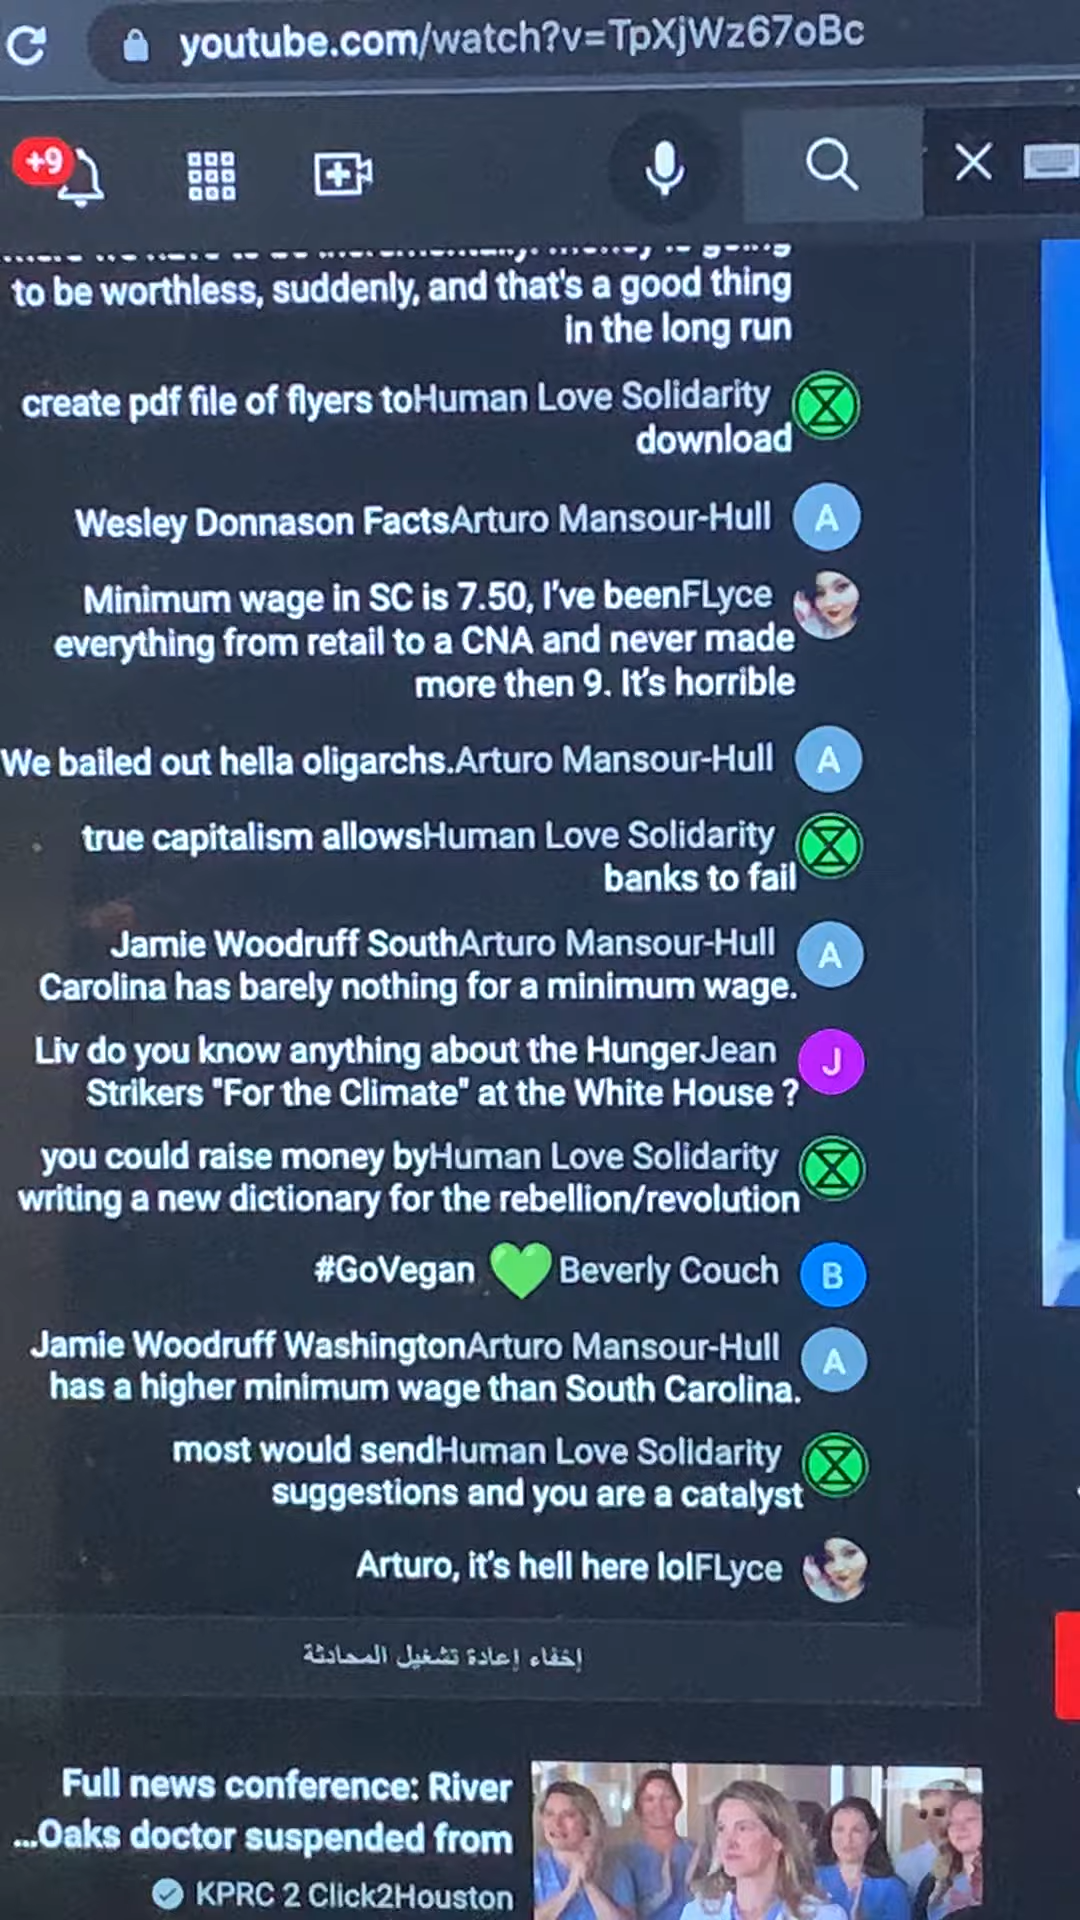 youtube.com/watch?v=TpXjWz67oBc
+9
to be worthless, suddenly, and that's a good thing
in the long run
create pdf file of flyers toHuman Love Solidarity
download
Wesley Donnason FactsArturo Mansour-Hull
A
Minimum wage in SC is 7.50, I've beenFLyce
everything from retail to a CNA and never made
more then 9. It's horrible
We bailed out hella oligarchs.Arturo Mansour-Hull
A
true capitalism allowsHuman Love Solidarity
banks to fail
Jamie Woodruff SouthArturo Mansour-Hull
A
Carolina has barely nothing for a minimum wage.
Liv do you know anything about the HungerJean
J
Strikers "For the Climate" at the White House ?
you could raise money byHuman Love Solidarity
writing a new dictionary for the rebellion/revolution
#GoVegan 💚 Beverly Couch
B
Jamie Woodruff WashingtonArturo Mansour-Hull
A
has a higher minimum wage than South Carolina.
most would sendHuman Love Solidarity
suggestions and you are a catalyst
Arturo, it's hell here lolFLyce
إخفاء إعادة تشغيل المحادثة
Full news conference: River
...Oaks doctor suspended from
KPRC 2 Click2Houston